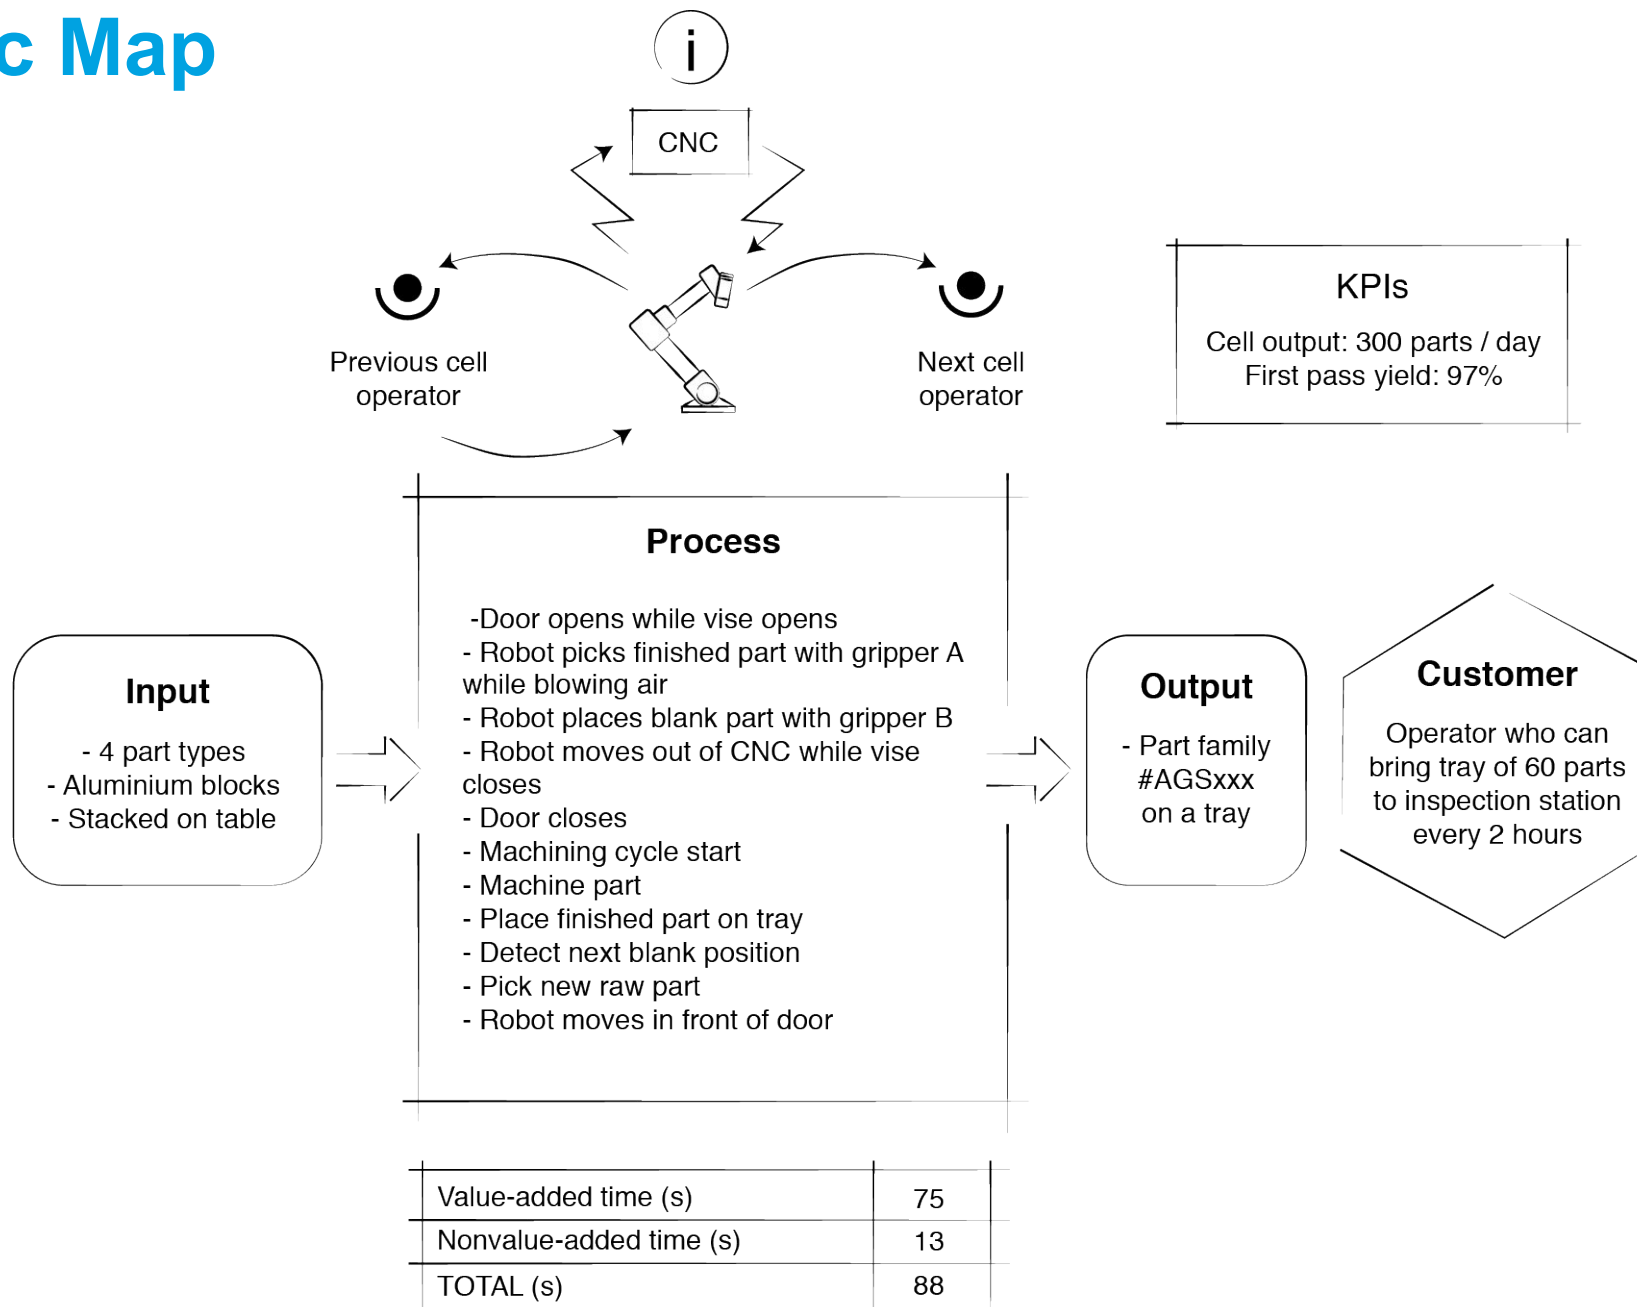 c Map
i
CNC
Previous cell
operator
Next cell
operator
KPIs
Cell output: 300 parts / day
First pass yield: 97%
Process
-Door opens while vise opens
- Robot picks finished part with gripper A
while blowing air
- Robot places blank part with gripper B
- Robot moves out of CNC while vise
closes
- Door closes
- Machining cycle start
- Machine part
- Place finished part on tray
- Detect next blank position
- Pick new raw part
- Robot moves in front of door
Input
- 4 part types
- Aluminium blocks
- Stacked on table
Output
- Part family
#AGSxxx
on a tray
Customer
Operator who can
bring tray of 60 parts
to inspection station
every 2 hours
Value-added time (s) 75
Nonvalue-added time (s) 13
TOTAL (s) 88